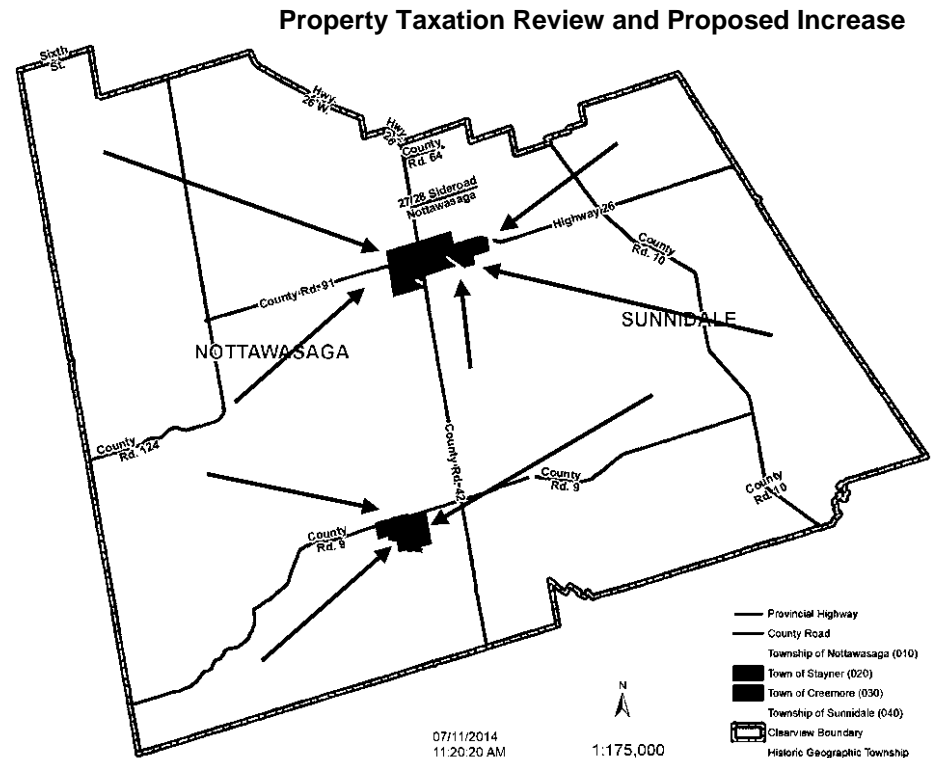 Property Taxation Review and Proposed Increase
Sixth
St.
Hwy.
26 W.
Hwy.
26
County
Rd. 64
27/28 Sideroad
Nottawasaga
Highway 26
County
Rd. 10
County Rd. 91
SUNNIDALE
NOTTAWASAGA
County
Rd. 124
County Rd. 42
County
Rd. 9
County
Rd. 10
County
Rd. 9
Provincial Highway
County Road
Township of Nottawasaga (010)
Town of Stayner (020)
Town of Creemore (030)
Township of Sunnidale (040)
Clearview Boundary
Historic Geographic Township
N
07/11/2014
11:20:20 AM
1:175,000